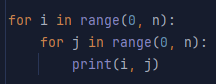 for i in range(0, n):
    for j in range(0, n):
        print(i, j)